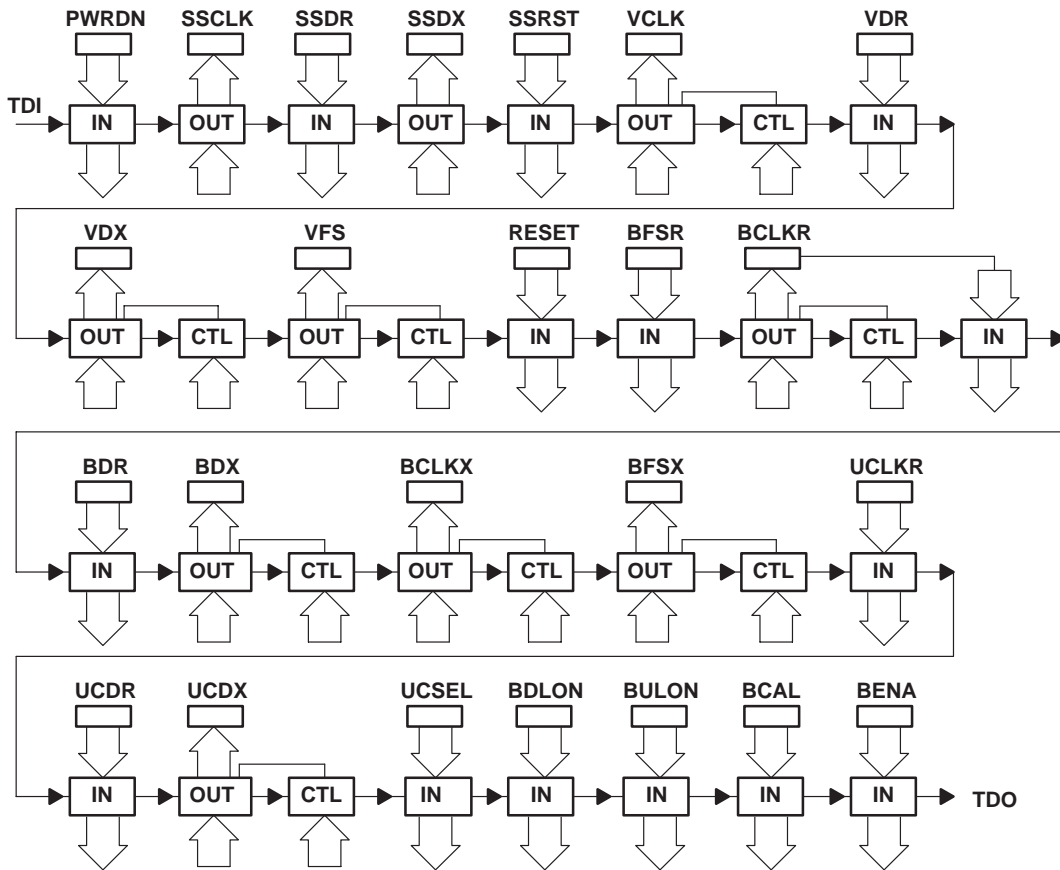 PWRDN SSCLK SSDR SSDX SSRST VCLK VDR
TDI
IN OUT IN OUT IN OUT CTL IN
VDX VFS RESET BFSR BCLKR
OUT CTL OUT CTL IN IN OUT CTL IN
BDR BDX BCLKX BFSX UCLKR
IN OUT CTL OUT CTL OUT CTL IN
UCDR UCDX UCSEL BDLON BULON BCAL BENA
IN OUT CTL IN IN IN IN IN TDO